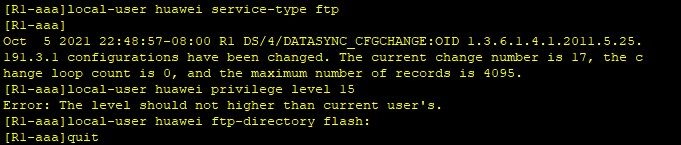 [R1-aaa]local-user huawei service-type ftp
[R1-aaa]
Oct  5 2021 22:48:57-08:00 R1 DS/4/DATASYNC_CFGCHANGE:OID 1.3.6.1.4.1.2011.5.25.
191.3.1 configurations have been changed. The current change number is 17, the c
hange loop count is 0, and the maximum number of records is 4095.
[R1-aaa]local-user huawei privilege level 15
Error: The level should not higher than current user's.
[R1-aaa]local-user huawei ftp-directory flash:
[R1-aaa]quit